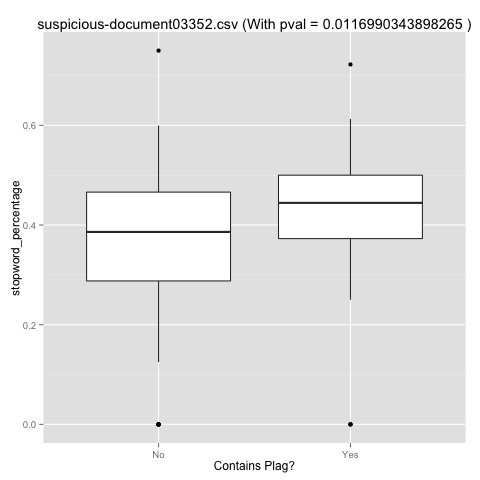 suspicious-document03352.csv (With pval = 0.0116990343898265 )
stopword_percentage
0.6
0.4
0.2
0.0
No
Yes
Contains Plag?